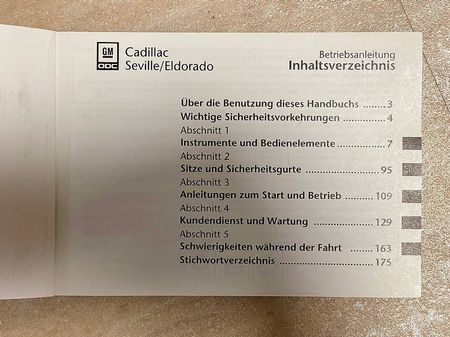 GM
ODC
Cadillac
Seville/Eldorado
Betriebsanleitung
Inhaltsverzeichnis
Über die Benutzung dieses Handbuchs ........ 3
Wichtige Sicherheitsvorkehrungen ............. 4
Abschnitt 1
Instrumente und Bedienelemente ............... 7
Abschnitt 2
Sitze und Sicherheitsgurte ........................ 95
Abschnitt 3
Anleitungen zum Start und Betrieb .......... 109
Abschnitt 4
Kundendienst und Wartung .................... 129
Abschnitt 5
Schwierigkeiten während der Fahrt ........ 163
Stichwortverzeichnis .............................. 175